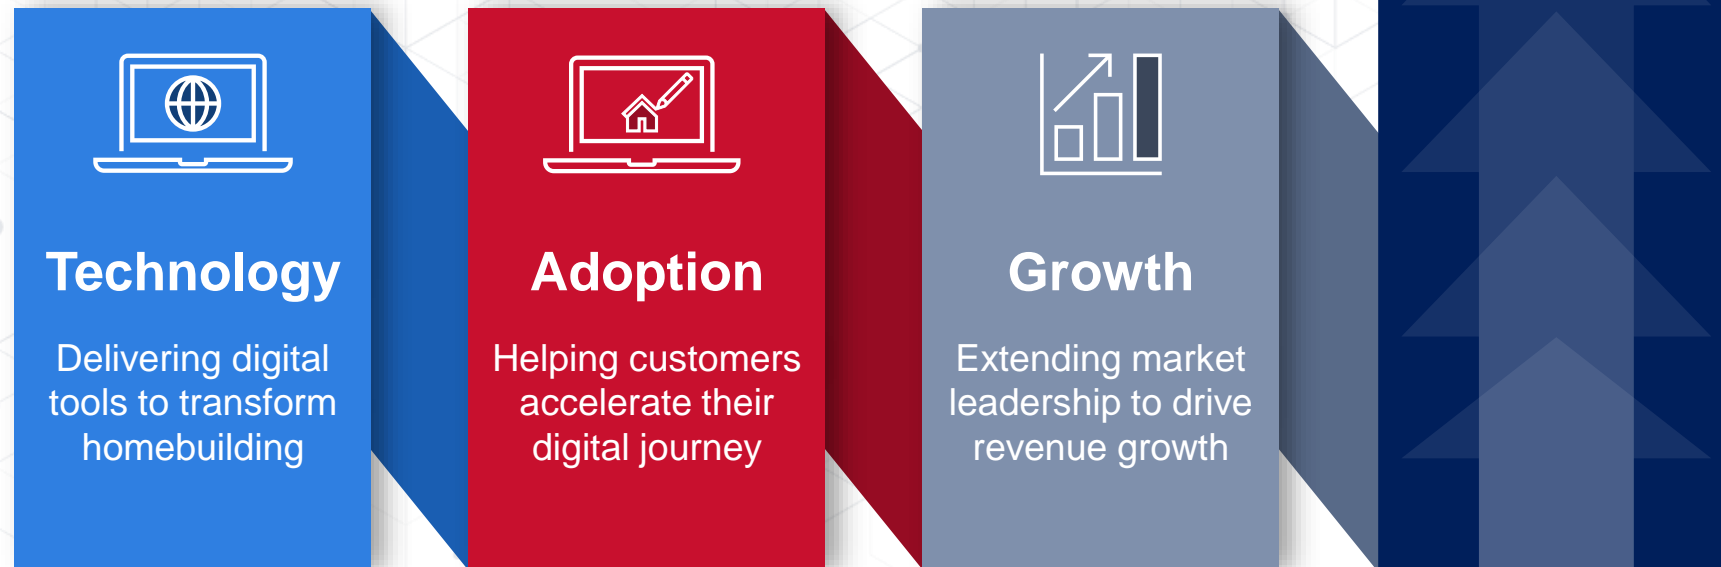 Technology
Delivering digital
tools to transform
homebuilding
Adoption
Helping customers
accelerate their
digital journey
Growth
Extending market
leadership to drive
revenue growth